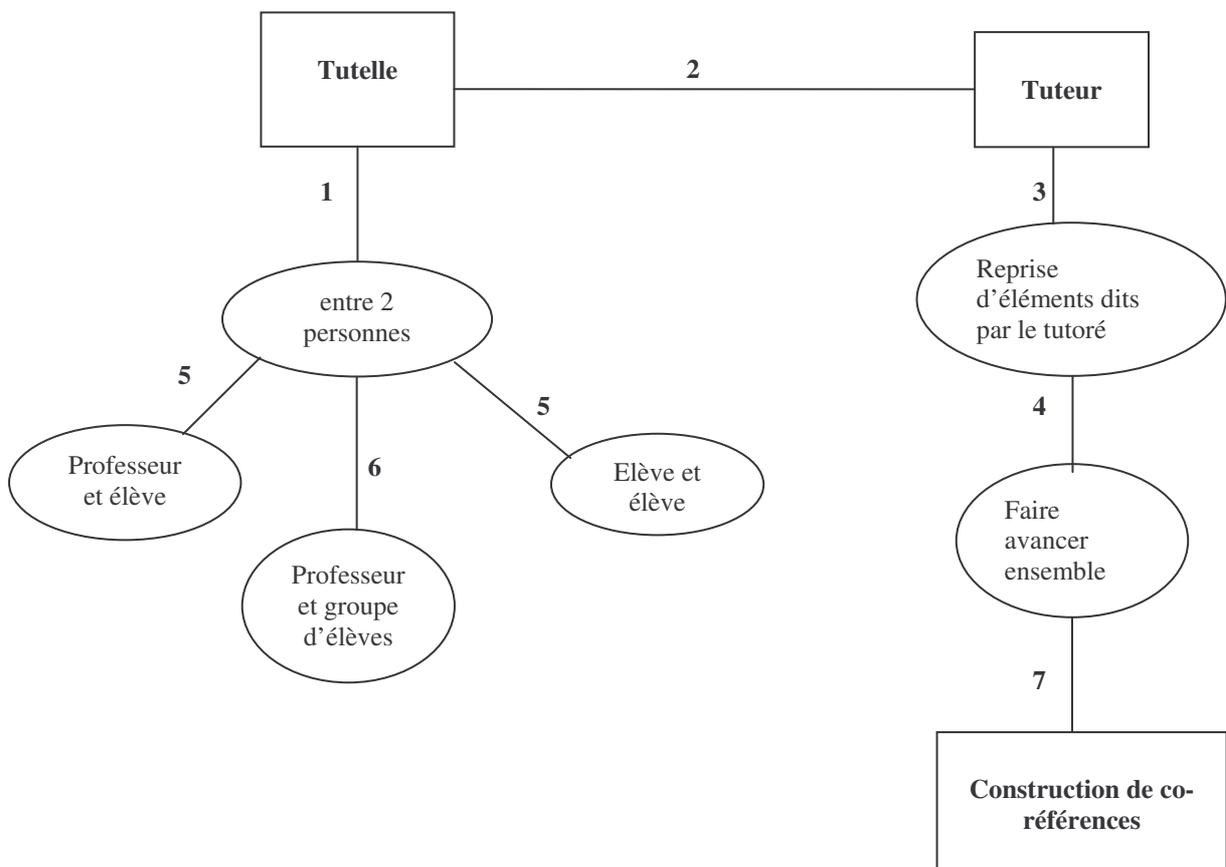 Tutelle
2
Tuteur
1
3
entre 2
personnes
Reprise
d’éléments dits
par le tutoré
5
5
4
6
Professeur
et élève
Elève et
élève
Faire
avancer
ensemble
Professeur
et groupe
d’élèves
7
Construction de co-
références